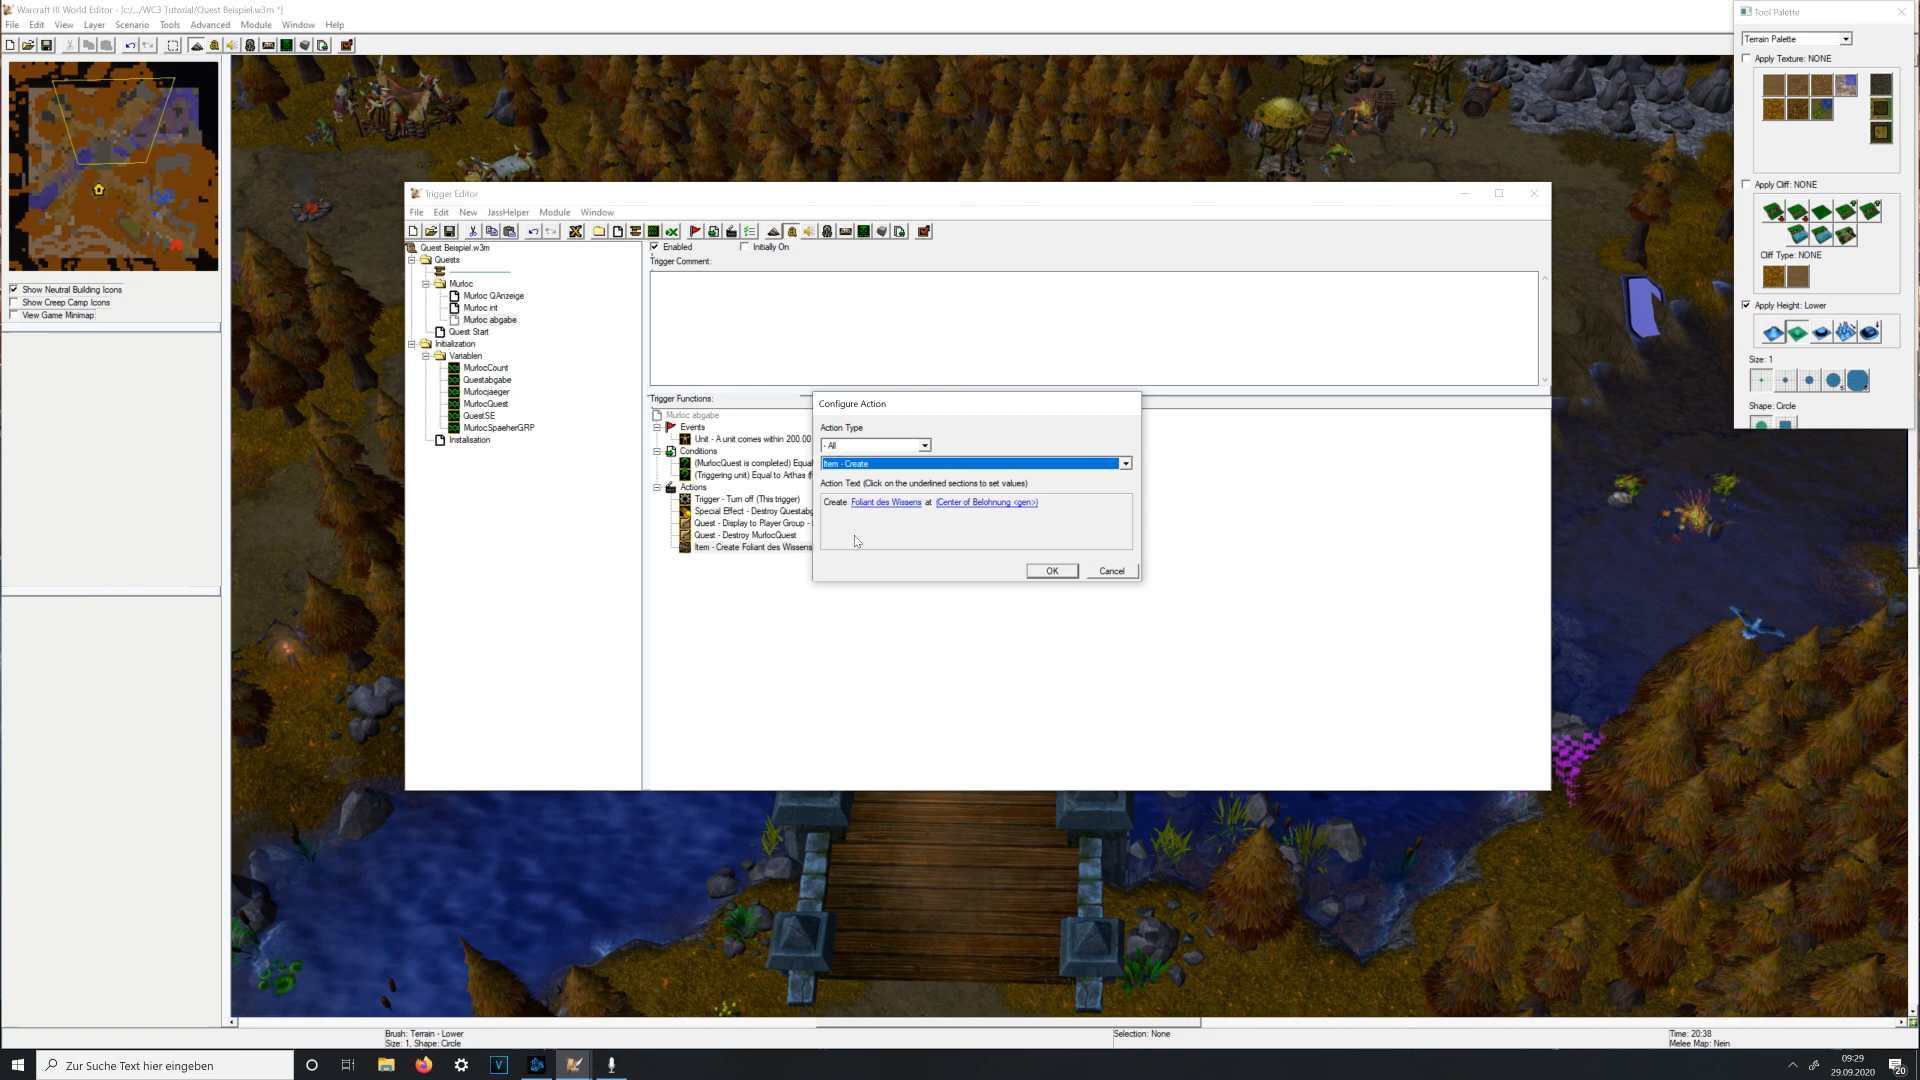 Warcraft III World Editor - [c:/.../WC3 Tutorial/Quest Beispiel.w3m *]
File Edit View Layer Scenario Tools Advanced Module Window Help
Tool Palette
Terrain Palette
Apply Texture: NONE
Apply Cliff: NONE
Cliff Type: NONE
Apply Height: Lower
Size: 1
Shape: Circle
Show Neutral Building Icons
Show Creep Camp Icons
View Game Minimap
Trigger Editor
File Edit New JassHelper Module Window
Quest Beispiel.w3m
Quests
Murloc
Murloc QAnzeige
Murloc int
Murloc abgabe
Quest Start
Initialization
Variablen
MurlocCount
Questabgabe
Murlocjaeger
MurlocQuest
QuestSE
MurlocSpaeherGRP
Instalisation
Enabled
Initially On
Trigger Comment:
Trigger Functions:
Murloc abgabe
Events
Unit - A unit comes within 200.00
Conditions
(MurlocQuest is completed) Equal
(Triggering unit) Equal to Arthas
Actions
Trigger - Turn off (This trigger)
Special Effect - Destroy Questabg
Quest - Display to Player Group -
Quest - Destroy MurlocQuest
Item - Create Foliant des Wissens
Configure Action
Action Type
- All
Item - Create
Action Text (Click on the underlined sections to set values)
Create Foliant des Wissens at (Center of Belohnung <gen>)
OK
Cancel
Brush: Terrain - Lower
Size: 1, Shape: Circle
Selection: None
Time: 20:38
Melee Map: Nein
Zur Suche Text hier eingeben
09:29
29.09.2020
20